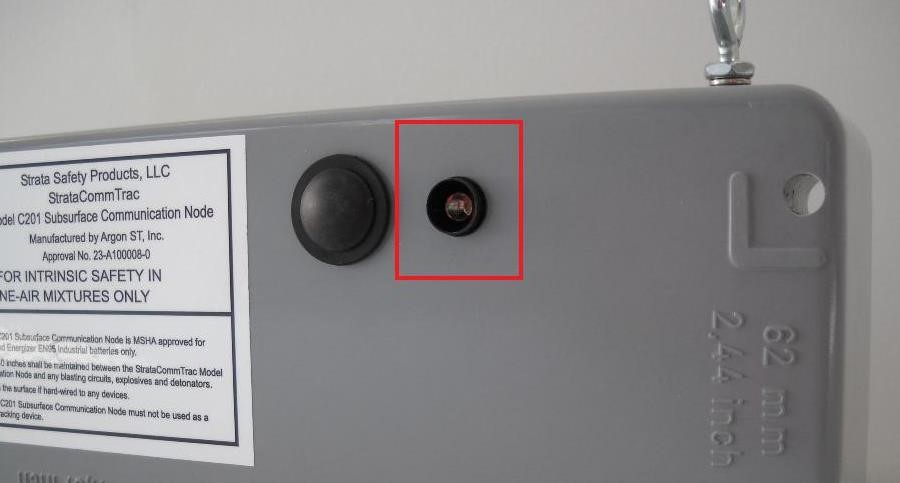 Strata Safety Products, LLC
StrataCommTrac
odel C201 Subsurface Communication Node
Manufactured by Argon ST, Inc.
Approval No. 23-A100008-0
FOR INTRINSIC SAFETY IN
NE-AIR MIXTURES ONLY
C201 Subsurface Communication Node is MSHA approved for
d Energizer EN95 Industrial batteries only.
0 inches shall be maintained between the StrataCommTrac Model
ation Node and any blasting circuits, explosives and detonators.
the surface if hard-wired to any devices.
C201 Subsurface Communication Node must not be used as a
acking device.
62 mm
2,44 inch